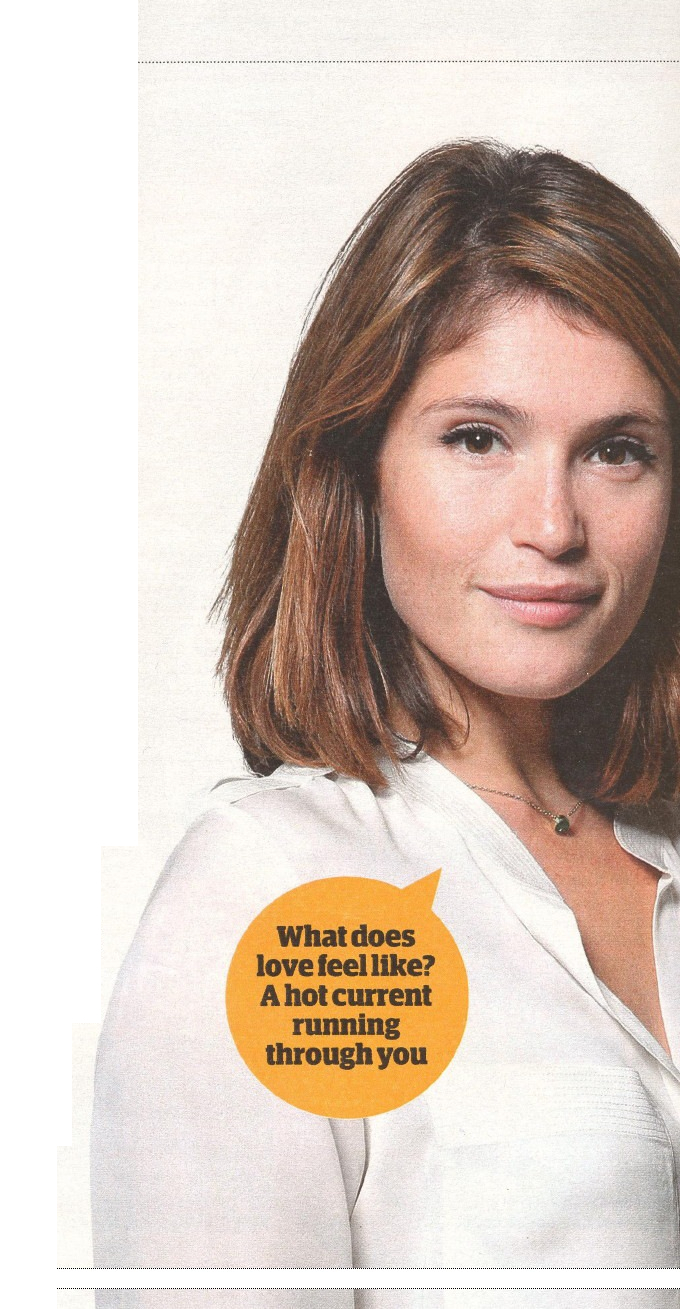 What does
love feel like?
A hot current
running
through you